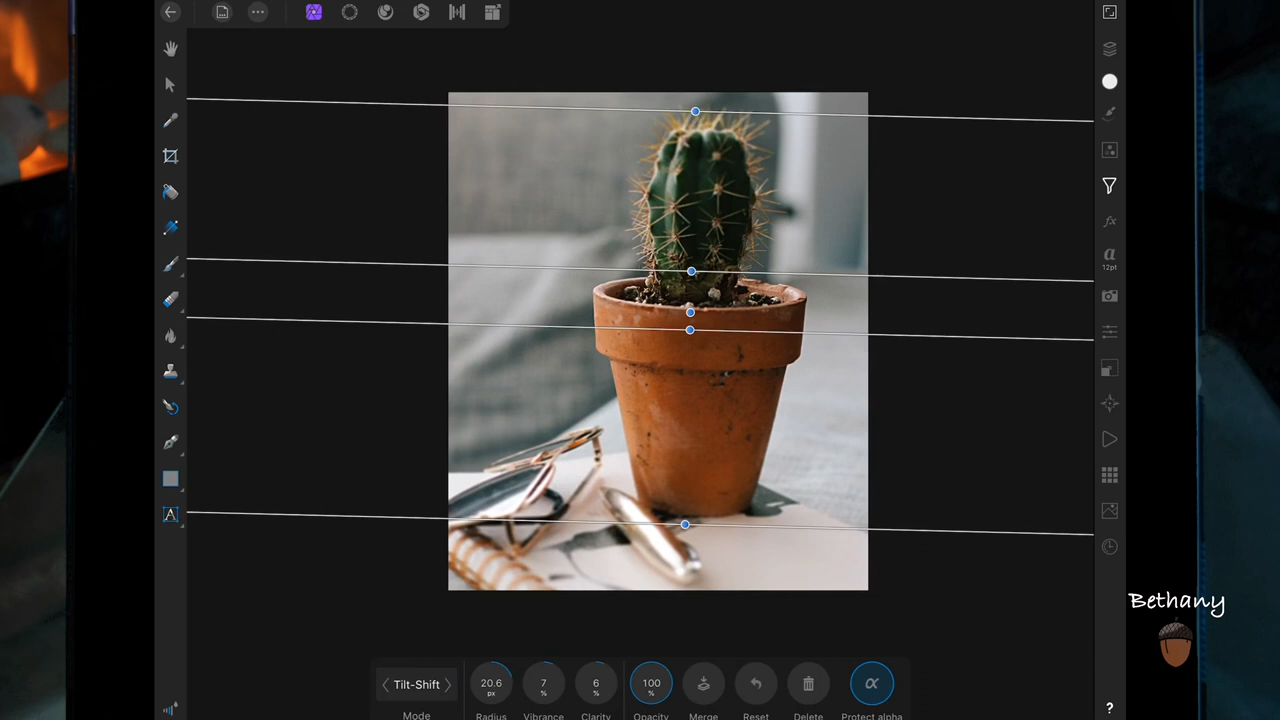 12pt
Bethany
Tilt-Shift
20.6
px
7
%
6
%
100
%
α
Mode
Radius
Vibrance
Clarity
Opacity
Merge
Reset
Delete
Protect alpha
?